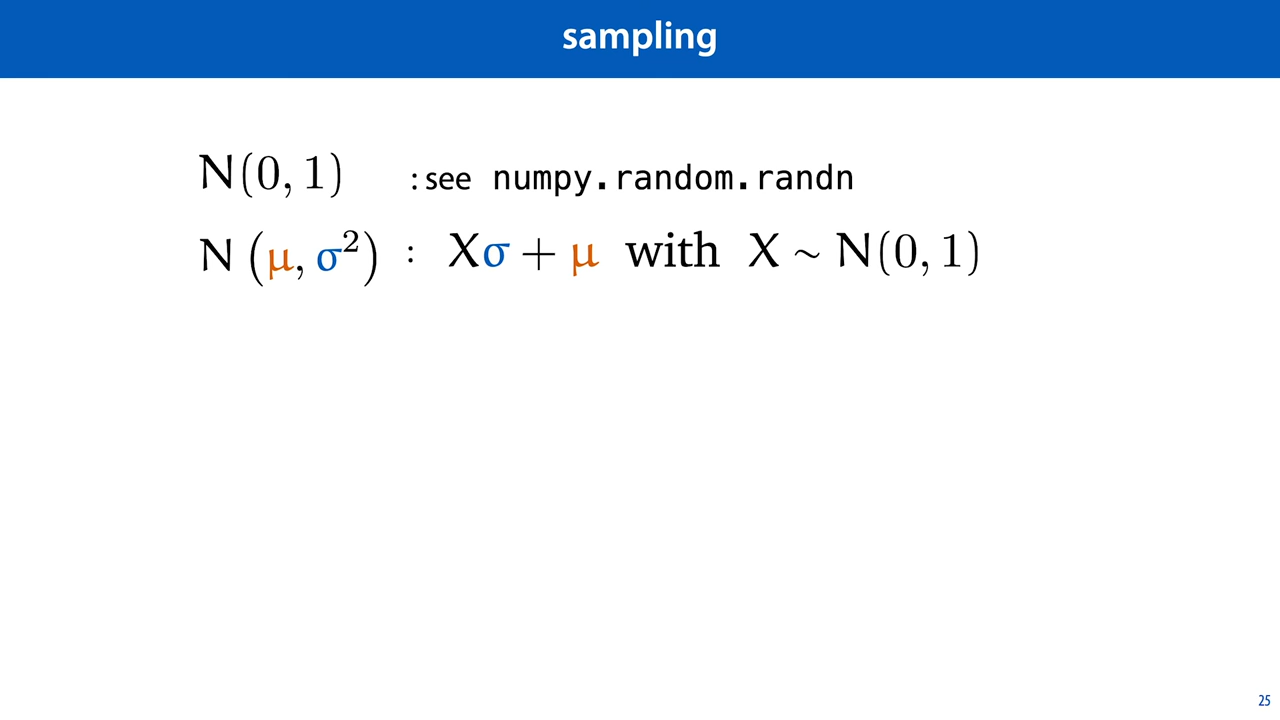 sampling
N(0, 1) : see numpy.random.randn
N(μ, σ²) : Xσ + μ with X ∼ N(0, 1)
25